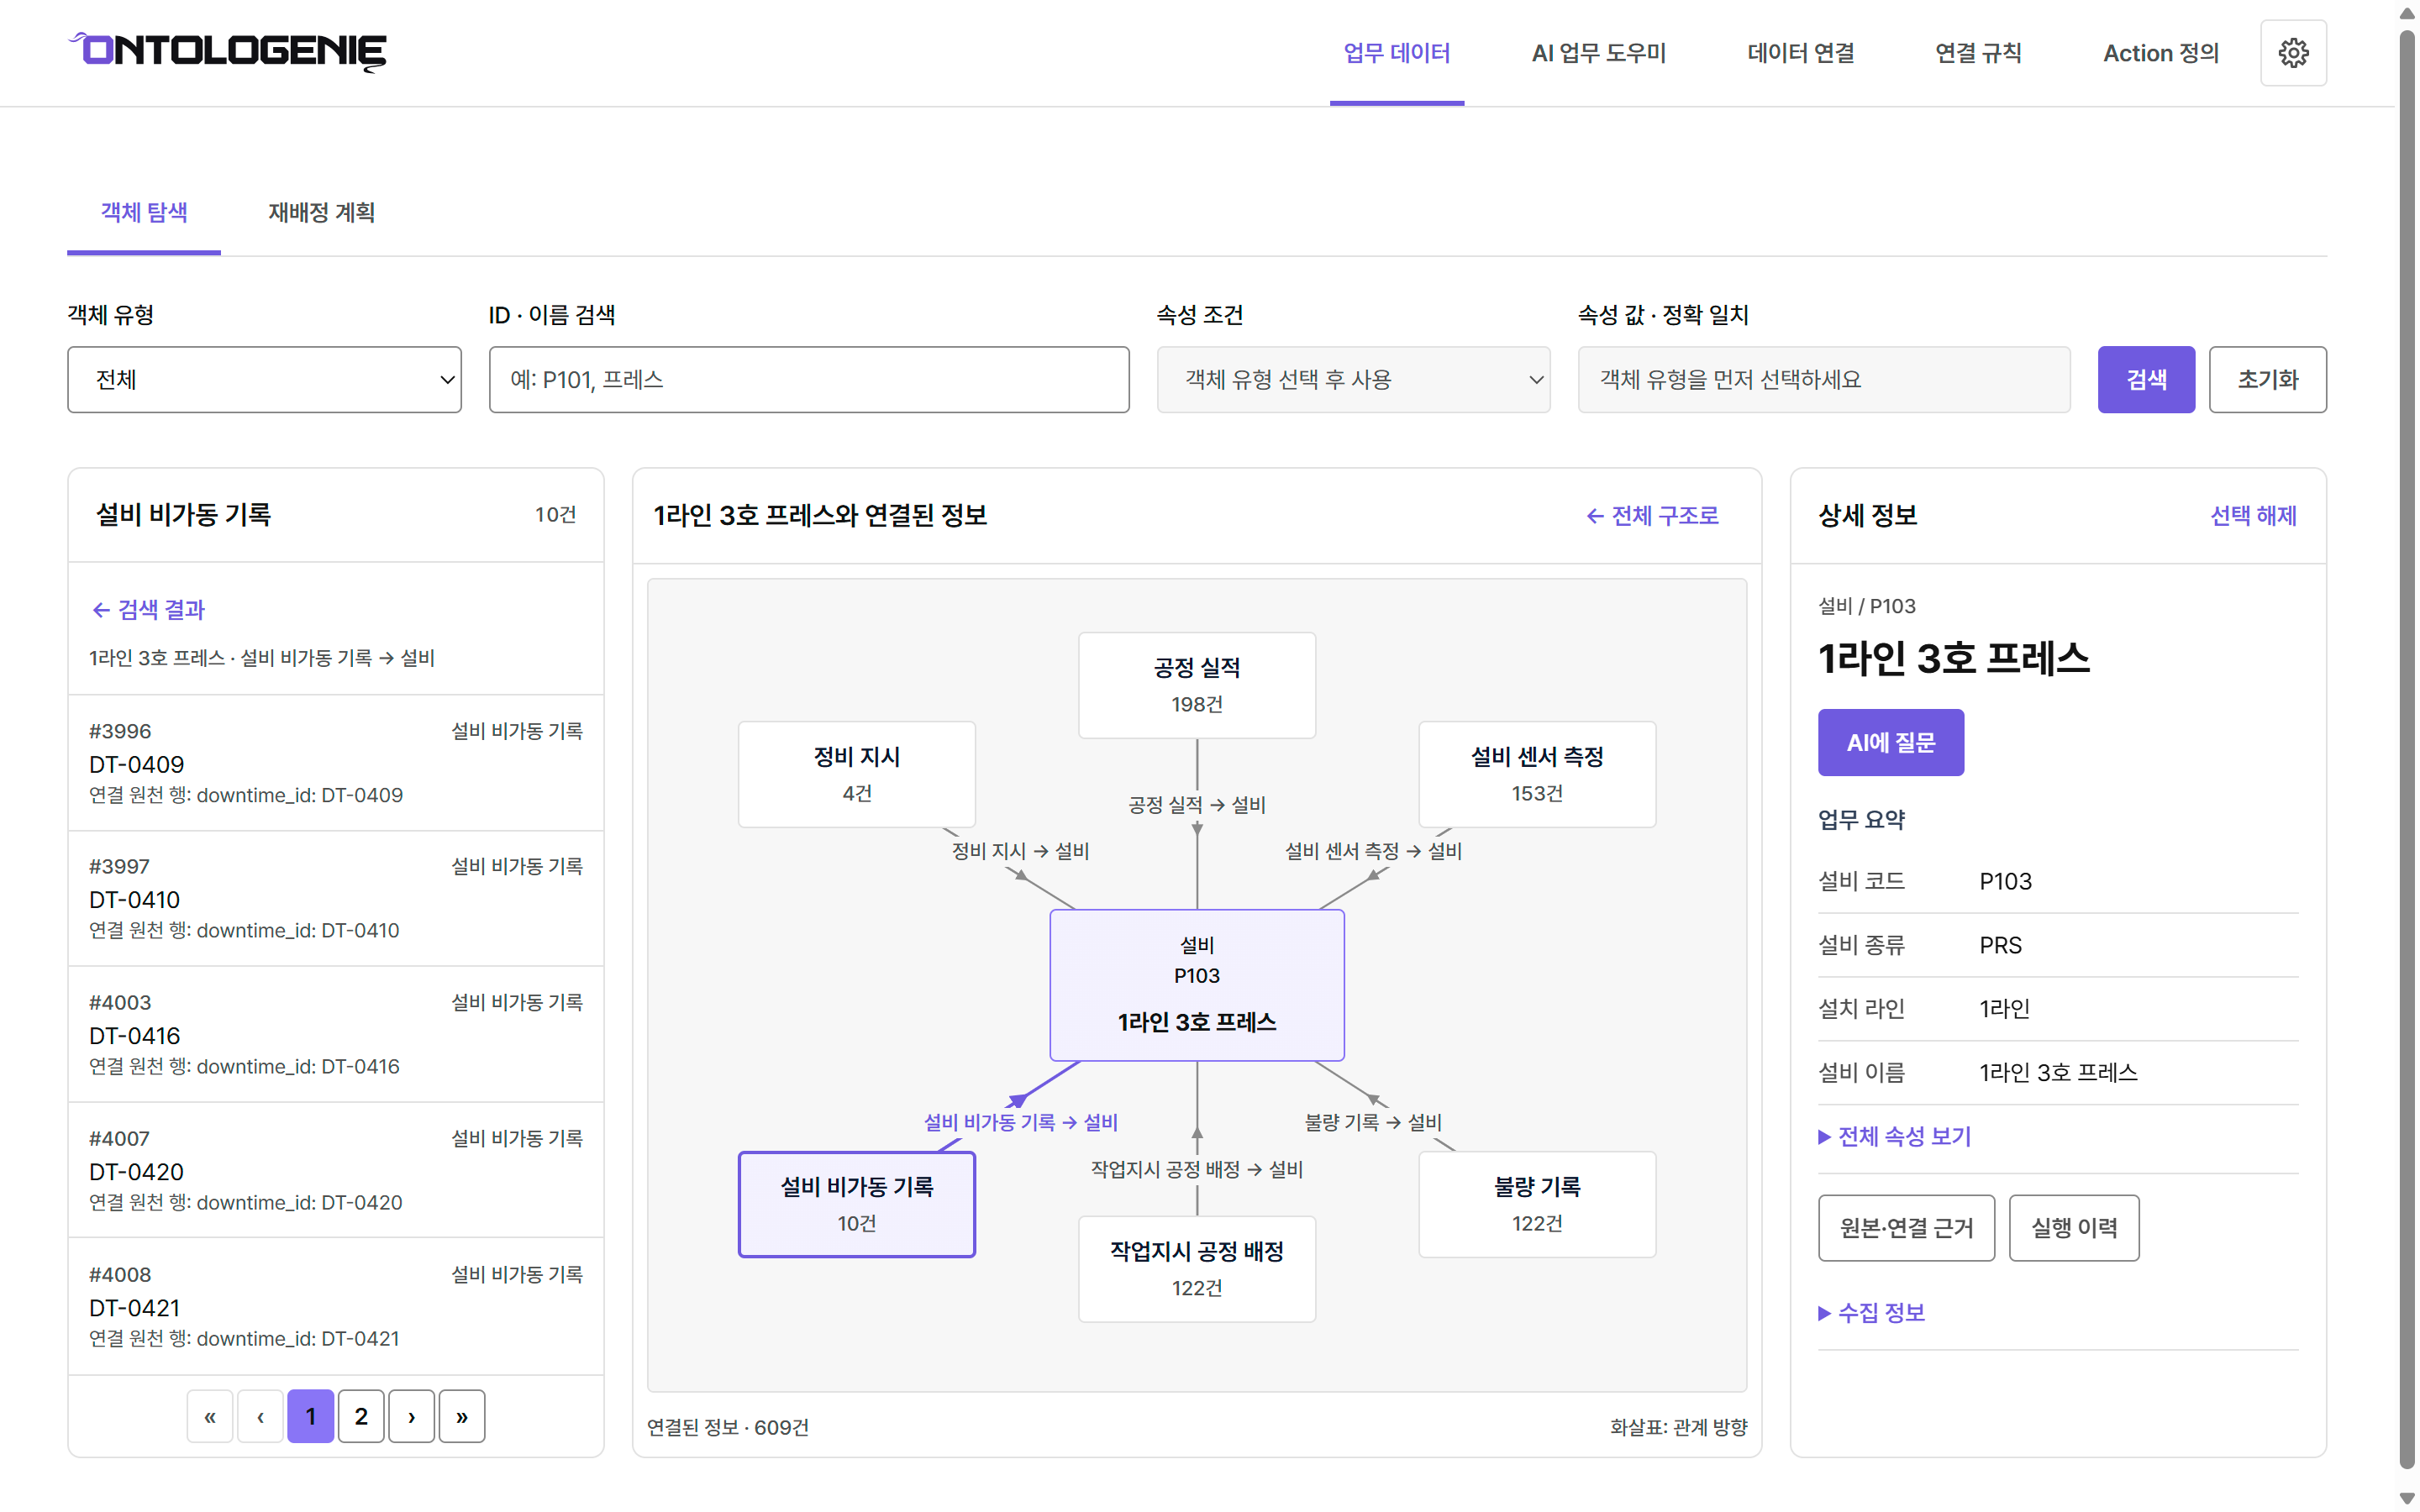 ONTOLOGENIE
업무 데이터
AI 업무 도우미
데이터 연결
연결 규칙
Action 정의
객체 탐색
재배정 계획
객체 유형
ID · 이름 검색
속성 조건
속성 값 · 정확 일치
전체
예: P101, 프레스
객체 유형 선택 후 사용
객체 유형을 먼저 선택하세요
검색
초기화
설비 비가동 기록
10건
← 검색 결과
1라인 3호 프레스 · 설비 비가동 기록 → 설비
#3996
설비 비가동 기록
DT-0409
연결 원천 행: downtime_id: DT-0409
#3997
설비 비가동 기록
DT-0410
연결 원천 행: downtime_id: DT-0410
#4003
설비 비가동 기록
DT-0416
연결 원천 행: downtime_id: DT-0416
#4007
설비 비가동 기록
DT-0420
연결 원천 행: downtime_id: DT-0420
#4008
설비 비가동 기록
DT-0421
연결 원천 행: downtime_id: DT-0421
« ‹ 1 2 › »
1라인 3호 프레스와 연결된 정보
← 전체 구조로
공정 실적
198건
정비 지시
4건
설비 센서 측정
153건
공정 실적 → 설비
정비 지시 → 설비
설비 센서 측정 → 설비
설비
P103
1라인 3호 프레스
설비 비가동 기록 → 설비
불량 기록 → 설비
작업지시 공정 배정 → 설비
설비 비가동 기록
10건
불량 기록
122건
작업지시 공정 배정
122건
연결된 정보 · 609건
화살표: 관계 방향
상세 정보
선택 해제
설비 / P103
1라인 3호 프레스
AI에 질문
업무 요약
설비 코드 P103
설비 종류 PRS
설치 라인 1라인
설비 이름 1라인 3호 프레스
▶ 전체 속성 보기
원본·연결 근거
실행 이력
▶ 수집 정보